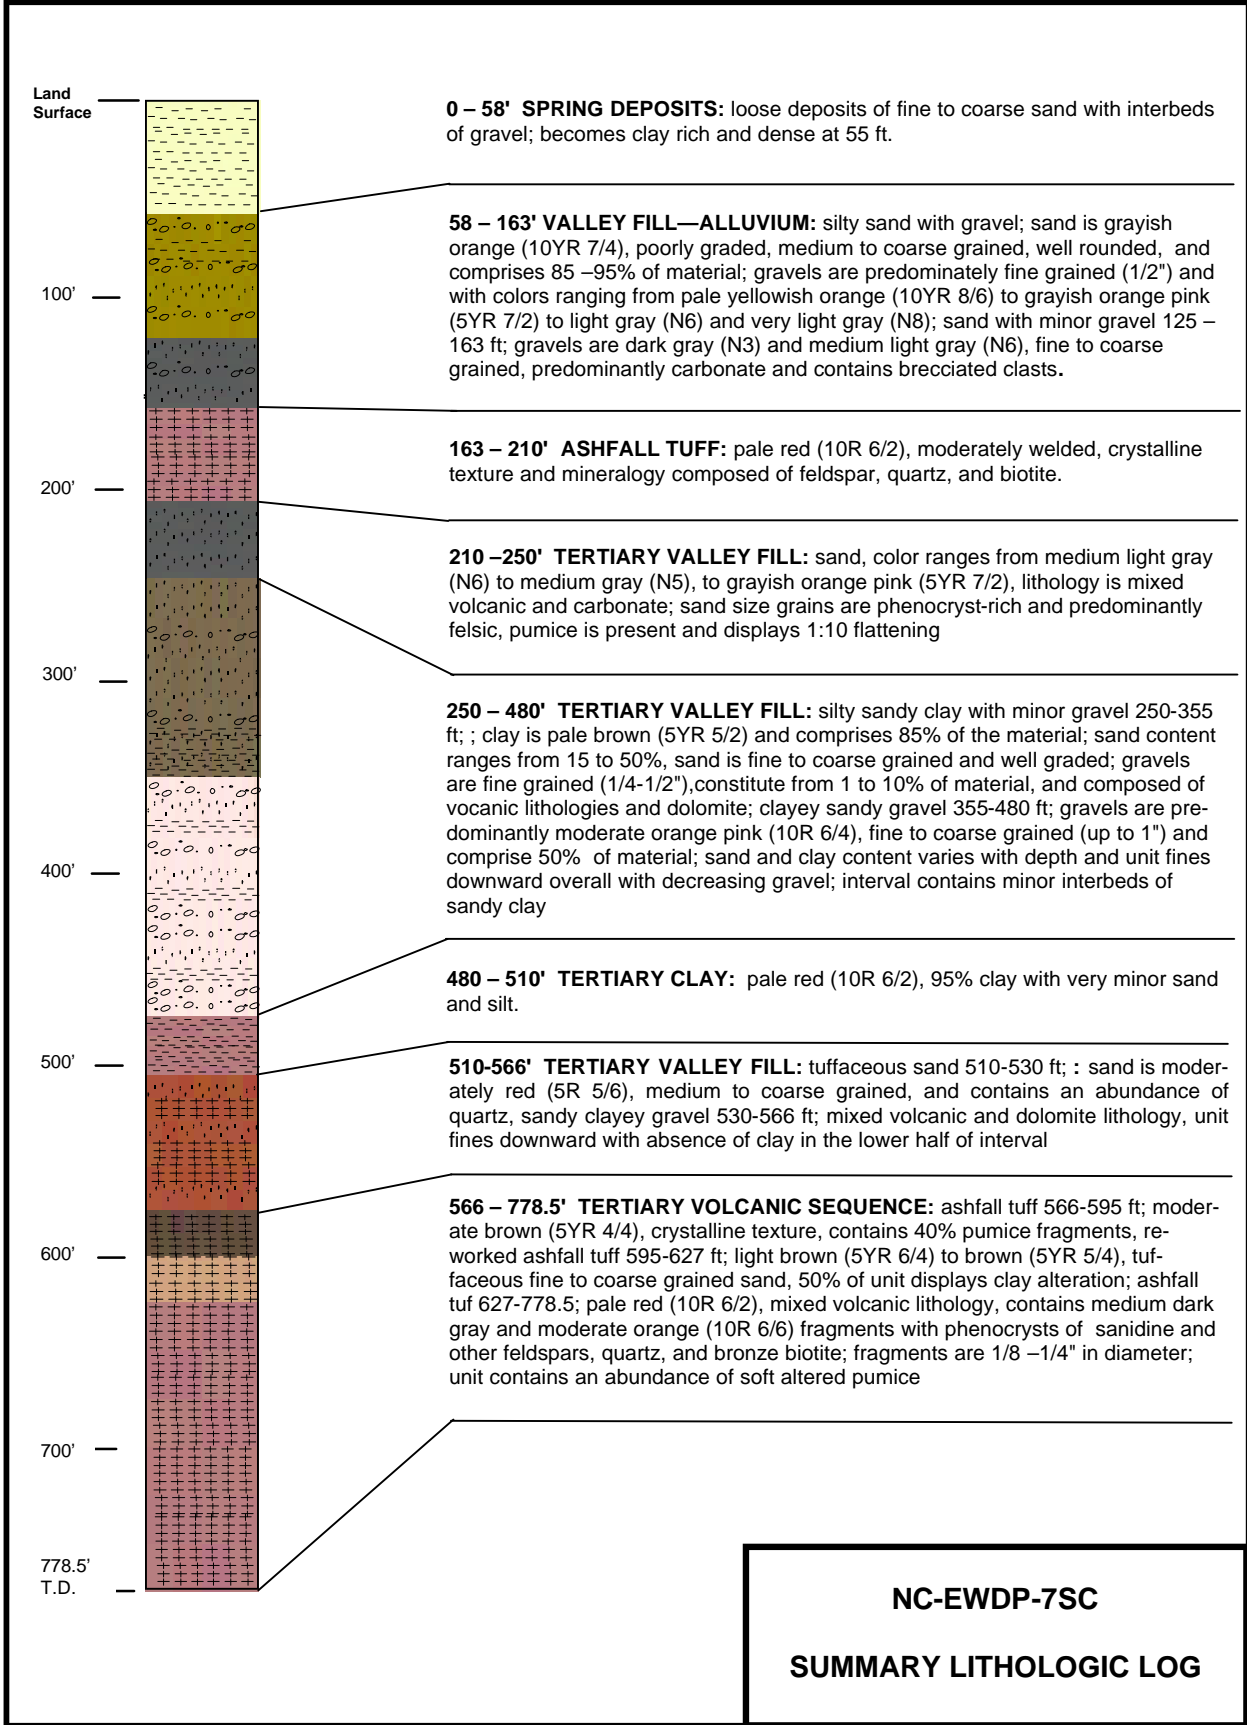 Land
Surface
0 – 58'  SPRING DEPOSITS: loose deposits of fine to coarse sand with interbeds
of gravel; becomes clay rich and dense at 55 ft.
58 – 163' VALLEY FILL—ALLUVIUM: silty sand with gravel; sand is grayish
orange (10YR 7/4), poorly graded, medium to coarse grained, well rounded,  and
comprises 85 –95% of material; gravels are predominately fine grained (1/2") and
with colors ranging from pale yellowish orange (10YR 8/6) to grayish orange pink
(5YR 7/2) to light gray (N6) and very light gray (N8); sand with minor gravel 125 –
163 ft; gravels are dark gray (N3) and medium light gray (N6), fine to coarse
grained, predominantly carbonate and contains brecciated clasts.
100’
163 – 210'  ASHFALL TUFF: pale red (10R 6/2), moderately welded, crystalline
texture and mineralogy composed of feldspar, quartz, and biotite.
200’
210 –250'  TERTIARY VALLEY FILL: sand, color ranges from medium light gray
(N6) to medium gray (N5), to grayish orange pink (5YR 7/2), lithology is mixed
volcanic and carbonate; sand size grains are phenocryst-rich and predominantly
felsic, pumice is present and displays 1:10 flattening
300’
250 – 480'  TERTIARY VALLEY FILL: silty sandy clay with minor gravel 250-355
ft; ; clay is pale brown (5YR 5/2) and comprises 85% of the material; sand content
ranges from 15 to 50%, sand is fine to coarse grained and well graded; gravels
are fine grained (1/4-1/2"),constitute from 1 to 10% of material, and composed of
vocanic lithologies and dolomite; clayey sandy gravel 355-480 ft; gravels are pre-
dominantly moderate orange pink (10R 6/4), fine to coarse grained (up to 1") and
comprise 50%  of material; sand and clay content varies with depth and unit fines
downward overall with decreasing gravel; interval contains minor interbeds of
sandy clay
400’
480 – 510'  TERTIARY CLAY:  pale red (10R 6/2), 95% clay with very minor sand
and silt.
500’
510-566'  TERTIARY VALLEY FILL: tuffaceous sand 510-530 ft; : sand is moder-
ately red (5R 5/6), medium to coarse grained, and contains an abundance of
quartz, sandy clayey gravel 530-566 ft; mixed volcanic and dolomite lithology, unit
fines downward with absence of clay in the lower half of interval
566 – 778.5'  TERTIARY VOLCANIC SEQUENCE: ashfall tuff 566-595 ft; moder-
ate brown (5YR 4/4), crystalline texture, contains 40% pumice fragments, re-
worked ashfall tuff 595-627 ft; light brown (5YR 6/4) to brown (5YR 5/4), tuf-
faceous fine to coarse grained sand, 50% of unit displays clay alteration; ashfall
tuf 627-778.5; pale red (10R 6/2), mixed volcanic lithology, contains medium dark
gray and moderate orange (10R 6/6) fragments with phenocrysts of  sanidine and
other feldspars, quartz, and bronze biotite; fragments are 1/8 –1/4" in diameter;
unit contains an abundance of soft altered pumice
600’
700’
778.5’
T.D.
NC-EWDP-7SC
SUMMARY LITHOLOGIC LOG